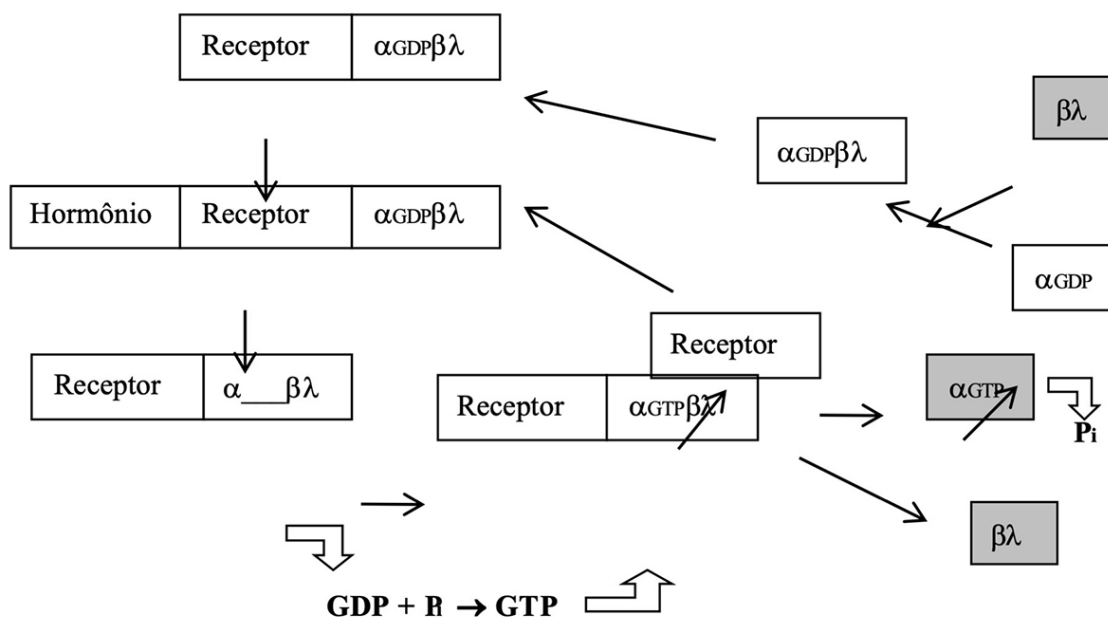 Receptor αGDPβλ
βλ
αGDPβλ
Hormônio Receptor αGDPβλ
αGDP
Receptor
Receptor α___βλ
Receptor αGTPβλ
αGTP
Pi
βλ
GDP + Pi → GTP